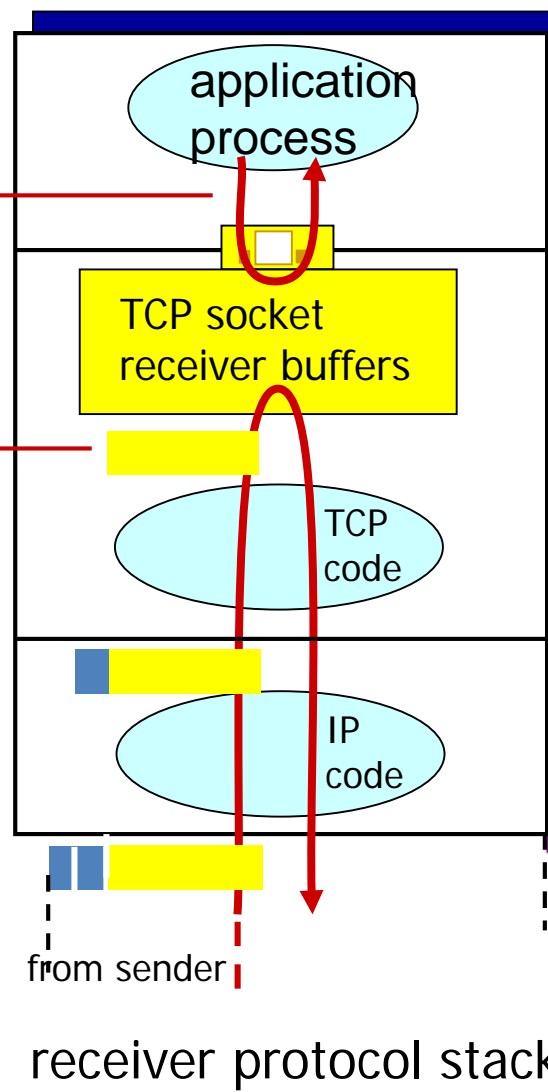 application
process
TCP socket
receiver buffers
TCP
code
IP
code
from sender
receiver protocol stack